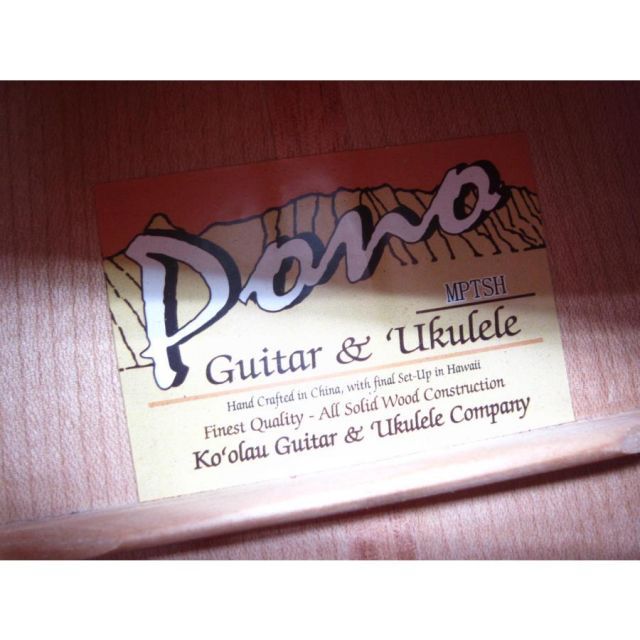 Pono
MPTSH
Guitar & 'Ukulele
Hand Crafted in China, with final Set-Up in Hawaii
Finest Quality - All Solid Wood Construction
Ko'olau Guitar & 'Ukulele Company